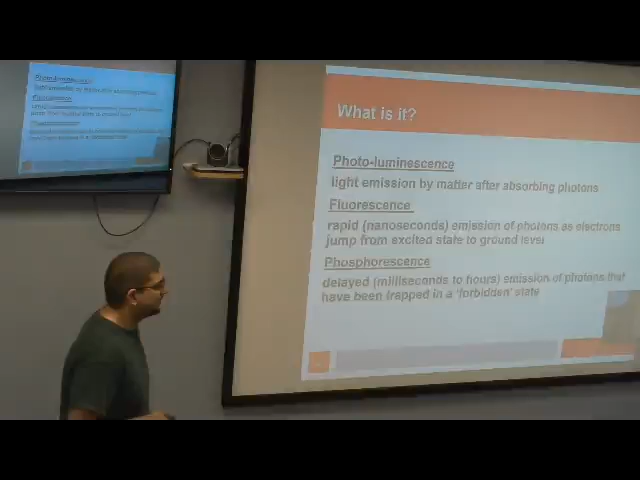 What is it?
Photo-luminescence
light emission by matter after absorbing photons
Fluorescence
rapid (nanoseconds) emission of photons as electrons
jump from excited state to ground level
Phosphorescence
delayed (milliseconds to hours) emission of photons that
have been trapped in a 'forbidden' state